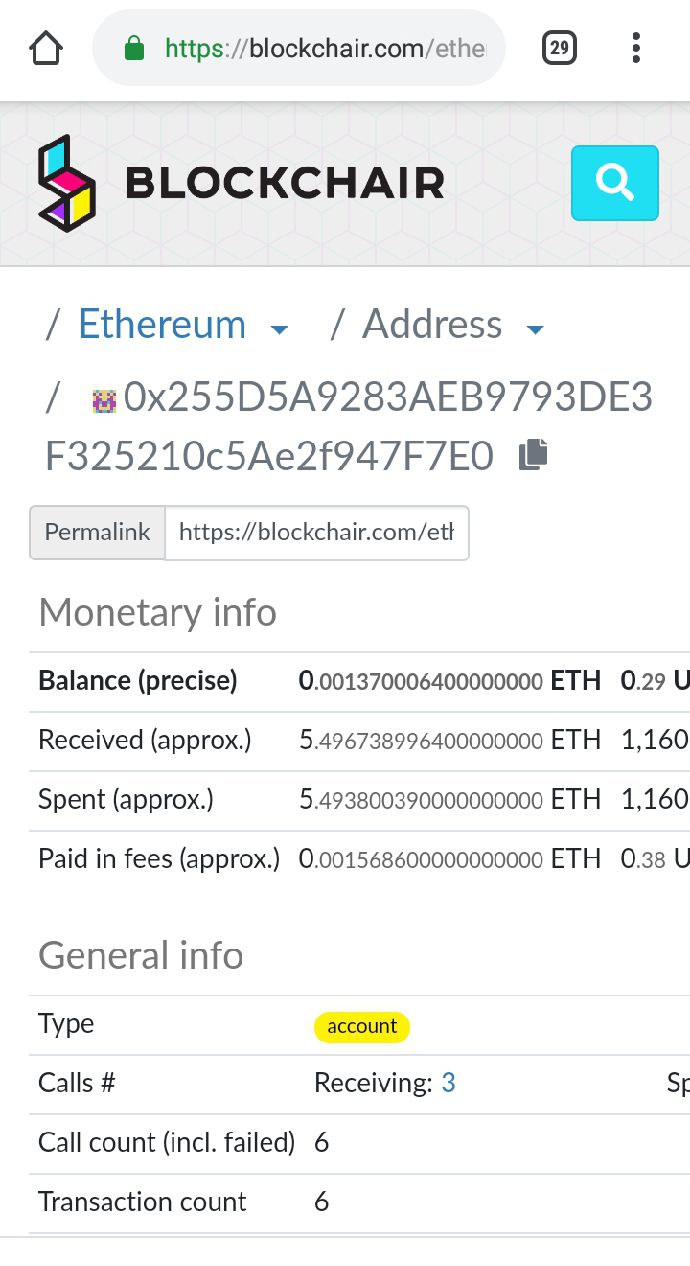 https://blockchair.com/ethe
29
BLOCKCHAIR
/ Ethereum / Address
/ 0x255D5A9283AEB9793DE3
F325210c5Ae2f947F7E0
Permalink https://blockchair.com/eth
Monetary info
Balance (precise) 0.001370006400000000 ETH 0.29 U
Received (approx.) 5.496738996400000000 ETH 1,160
Spent (approx.) 5.493800390000000000 ETH 1,160
Paid in fees (approx.) 0.001568600000000000 ETH 0.38 U
General info
Type account
Calls # Receiving: 3 Sp
Call count (incl. failed) 6
Transaction count 6